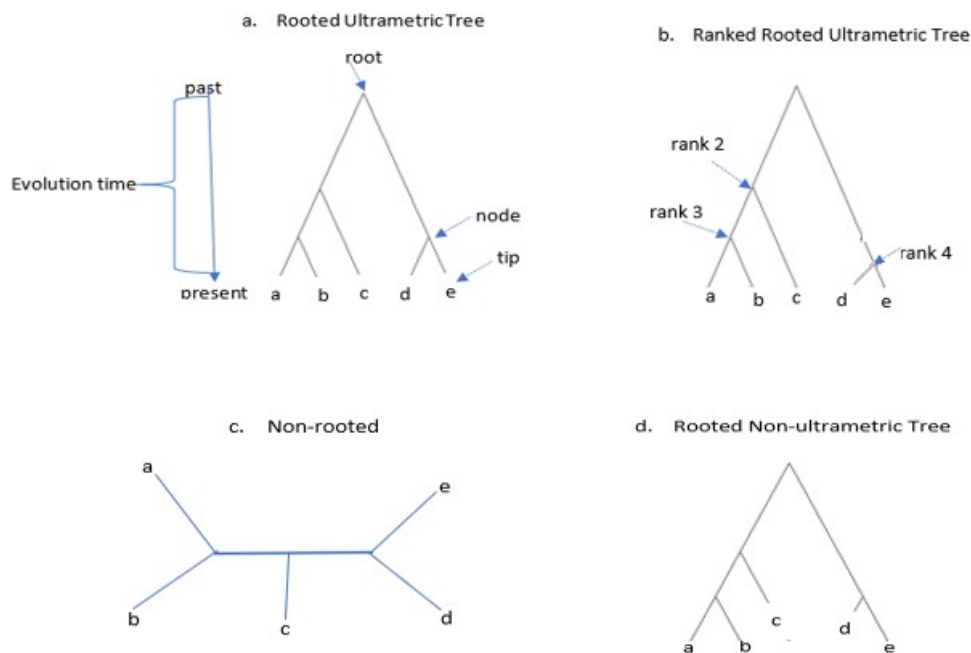 a. Rooted Ultrametric Tree
root
past
Evolution time
node
tip
present
a b c d e
b. Ranked Rooted Ultrametric Tree
rank 2
rank 3
rank 4
a b c d e
c. Non-rooted
a
e
b
c
d
d. Rooted Non-ultrametric Tree
c
d
a b e